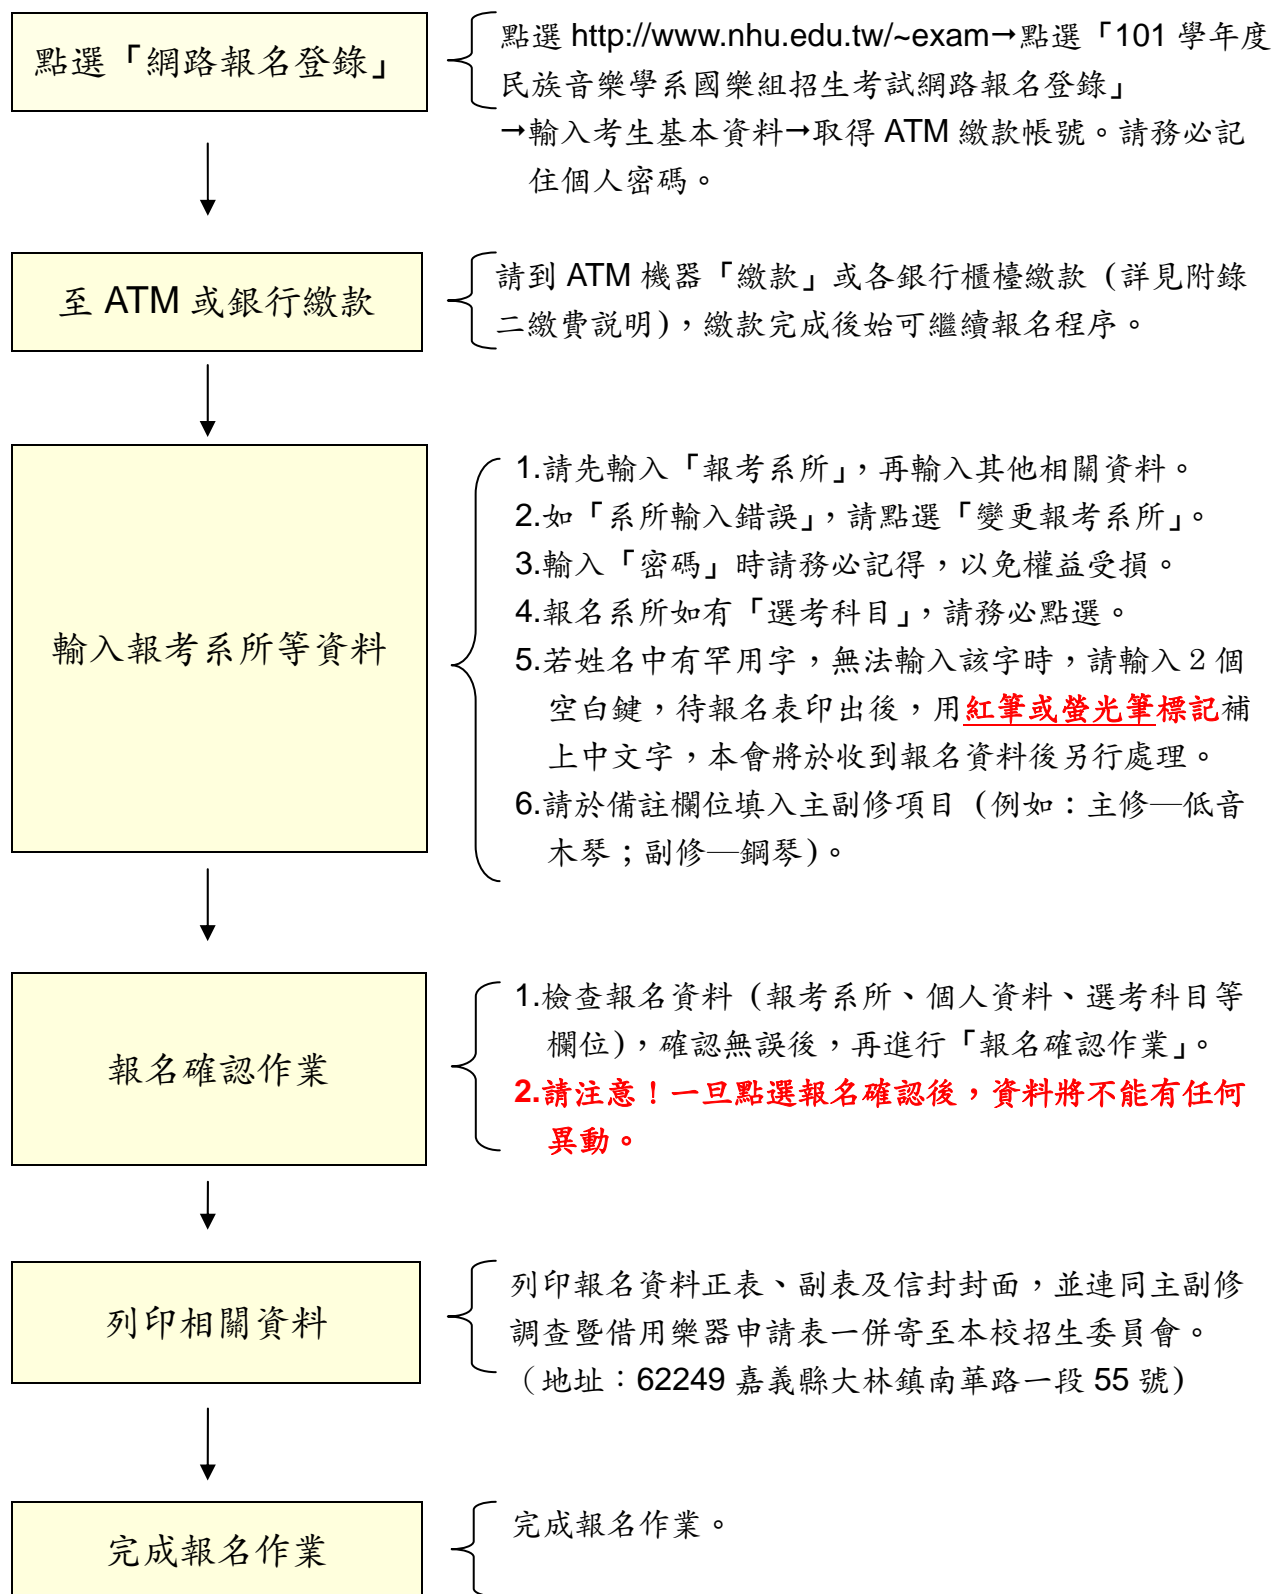 點選「網路報名登錄」
點選 http://www.nhu.edu.tw/~exam→點選「101 學年度
民族音樂學系國樂組招生考試網路報名登錄」
→輸入考生基本資料→取得 ATM 繳款帳號。請務必記
住個人密碼。
至 ATM 或銀行繳款
請到 ATM 機器「繳款」或各銀行櫃檯繳款（詳見附錄
二繳費説明），繳款完成後始可繼續報名程序。
輸入報考系所等資料
1.請先輸入「報考系所」，再輸入其他相關資料。
2.如「系所輸入錯誤」，請點選「變更報考系所」。
3.輸入「密碼」時請務必記得，以免權益受損。
4.報名系所如有「選考科目」，請務必點選。
5.若姓名中有罕用字，無法輸入該字時，請輸入２個
空白鍵，待報名表印出後，用紅筆或螢光筆標記補
上中文字，本會將於收到報名資料後另行處理。
6.請於備註欄位填入主副修項目（例如：主修—低音
木琴；副修—鋼琴）。
報名確認作業
1.檢查報名資料（報考系所、個人資料、選考科目等
欄位），確認無誤後，再進行「報名確認作業」。
2.請注意！一旦點選報名確認後，資料將不能有任何
異動。
列印相關資料
列印報名資料正表、副表及信封封面，並連同主副修
調查暨借用樂器申請表一併寄至本校招生委員會。
（地址：62249 嘉義縣大林鎮南華路一段 55 號）
完成報名作業
完成報名作業。